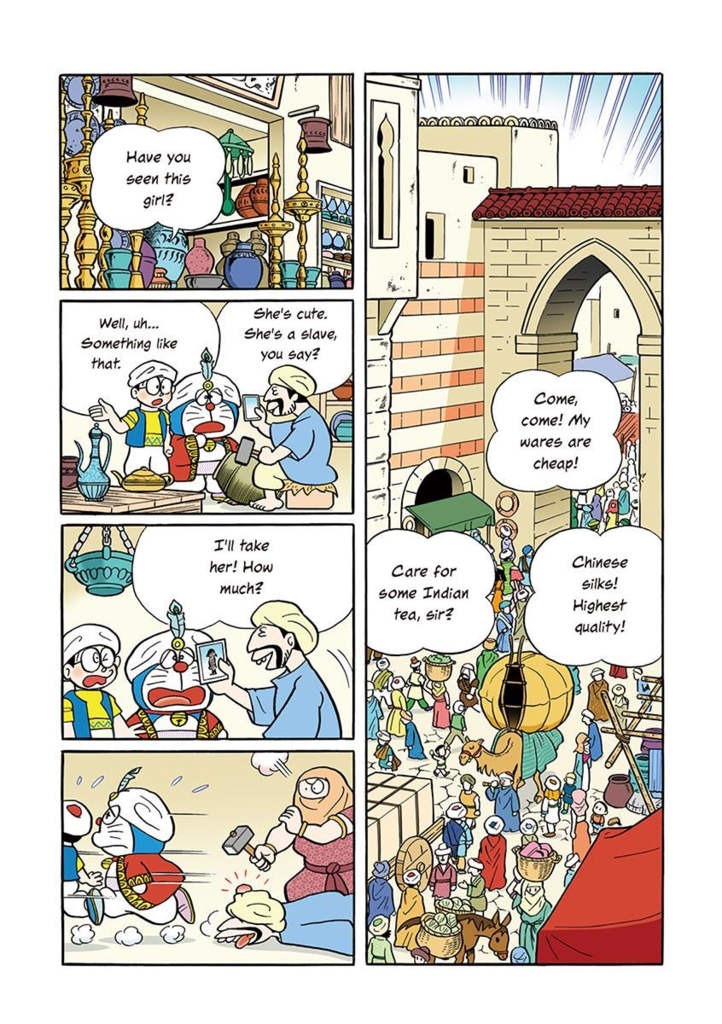 Come,
come! My
wares are
cheap!
Chinese
silks!
Highest
quality!
Care for
some Indian
tea, sir?
Have you
seen this
girl?
She's cute.
She's a slave,
you say?
Well, uh...
Something like
that.
I'll take
her! How
much?